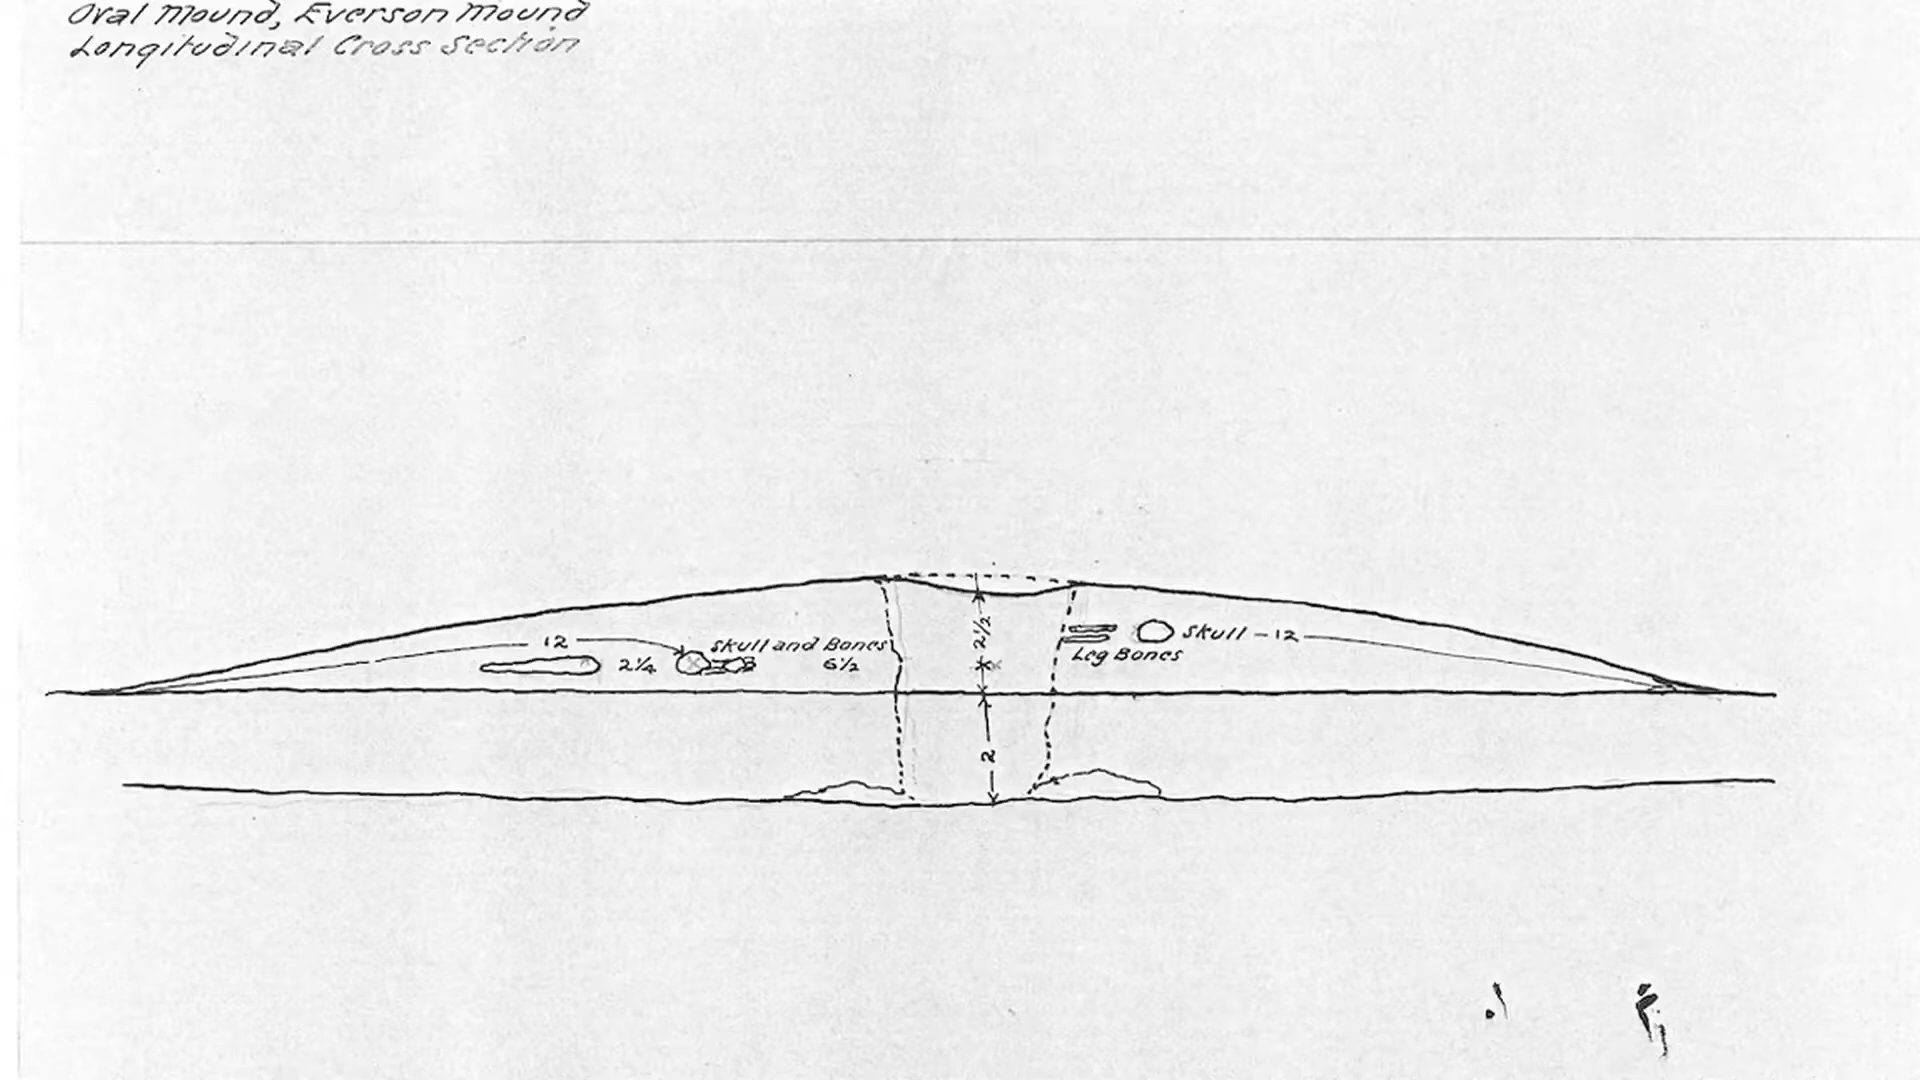 Oval Mound, Everson Mound
Longitudinal Cross Section
12
Skull and Bones
2 1/4
6 1/2
2 1/2
Skull - 12
Leg Bones
2